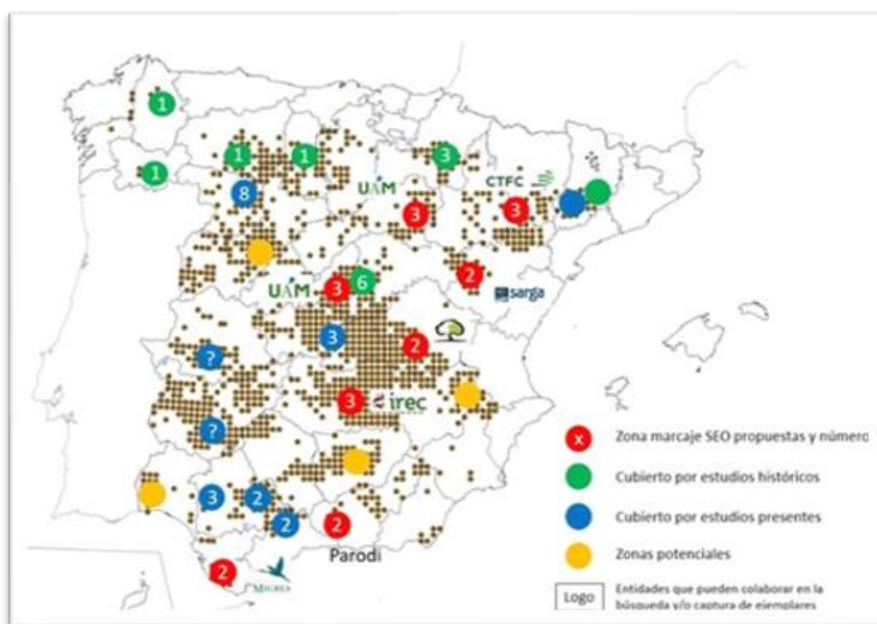 1
1
1
1
3
8
UAM
CTFC
3
3
6
3
2
UAM
sarga
3
2
?
3
irec
?
3
2
2
2
Parodi
2
MIGRES
x Zona marcaje SEO propuestas y número
Cubierto por estudios históricos
Cubierto por estudios presentes
Zonas potenciales
Logo
Entidades que pueden colaborar en la
búsqueda y/o captura de ejemplares